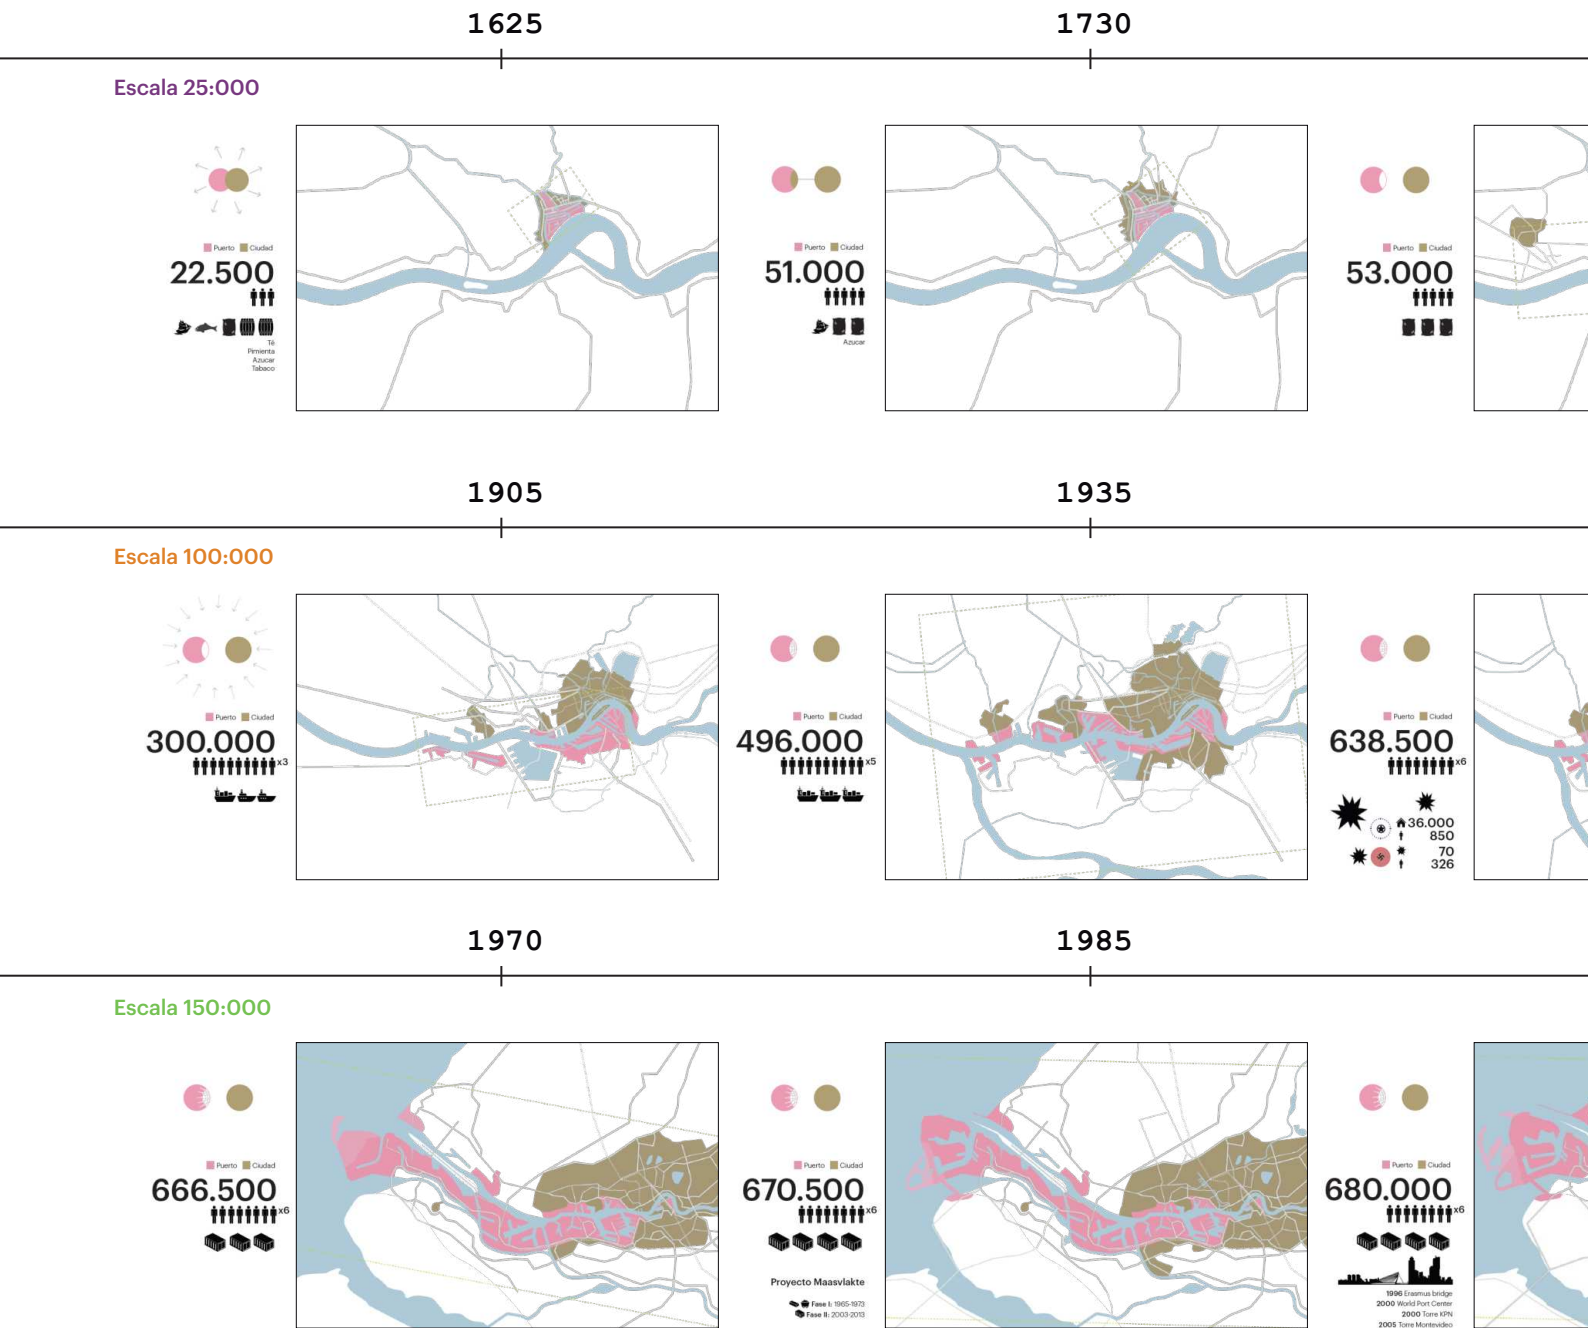 1625
1730
Escala 25:000
Puerto Ciudad
22.500
Té
Pimienta
Azucar
Tabaco
Puerto Ciudad
51.000
Azucar
Puerto Ciudad
53.000
1905
1935
Escala 100:000
Puerto Ciudad
300.000
x3
Puerto Ciudad
496.000
x5
Puerto Ciudad
638.500
x6
36.000
850
70
326
1970
1985
Escala 150:000
Puerto Ciudad
666.500
x6
Puerto Ciudad
670.500
x6
Proyecto Maasvlakte
Fase I: 1965-1973
Fase II: 2003-2013
Puerto Ciudad
680.000
x6
1996 Erasmus bridge
2000 World Port Center
2000 Torre KPN
2005 Torre Montevideo